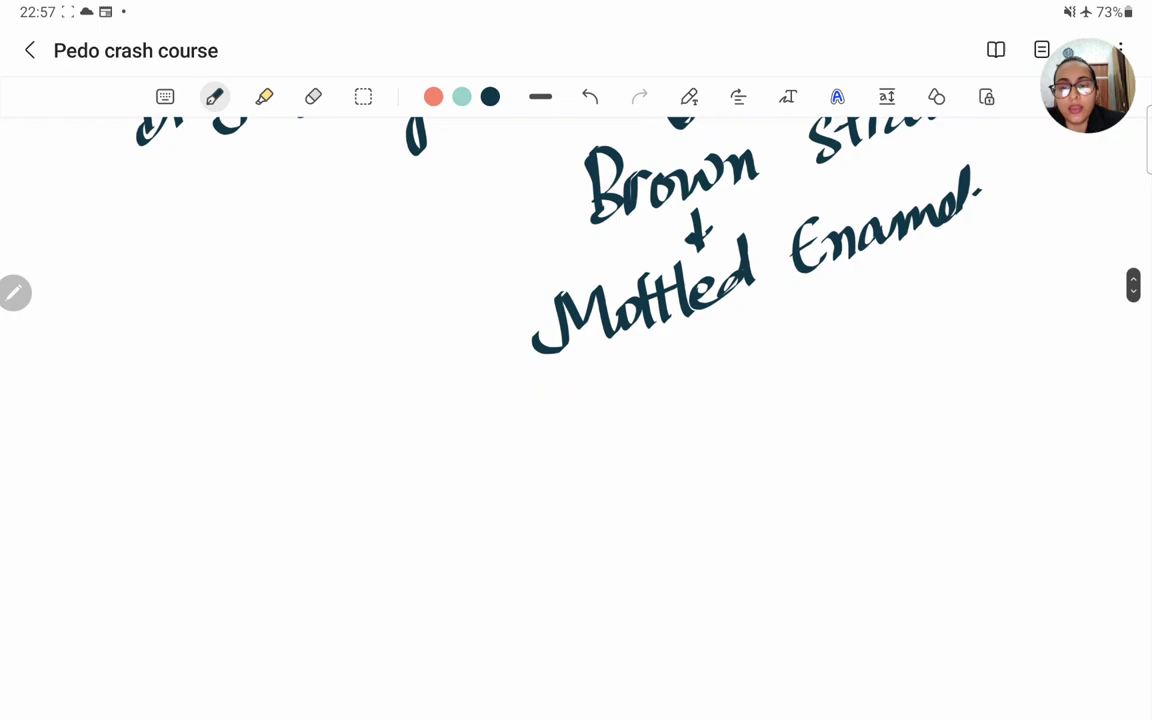 22:57 73%
Pedo crash course
Brown
+
Mottled Enamel.